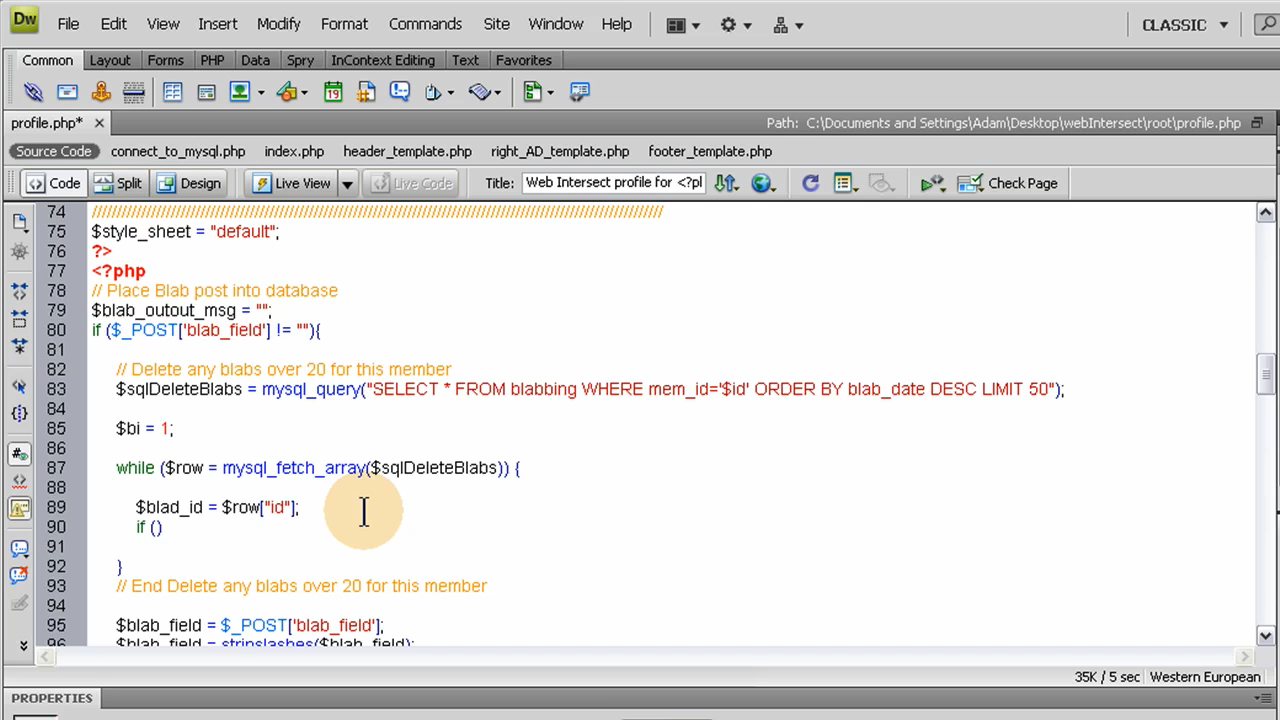 Dw File Edit View Insert Modify Format Commands Site Window Help CLASSIC
Common Layout Forms PHP Data Spry InContext Editing Text Favorites
19
profile.php* Path: C:\Documents and Settings\Adam\Desktop\webIntersect\root\profile.php
Source Code connect_to_mysql.php index.php header_template.php right_AD_template.php footer_template.php
Code Split Design Live View Live Code Title: Web Intersect profile for <?pl Check Page
74 //////////////////////////////////////////////////////////////////////////////////////////////////////////////
75 $style_sheet = "default";
76 ?>
77 <?php
78 // Place Blab post into database
79 $blab_outout_msg = "";
80 if ($_POST['blab_field'] != ""){
81
82 // Delete any blabs over 20 for this member
83 $sqlDeleteBlabs = mysql_query("SELECT * FROM blabbing WHERE mem_id='$id' ORDER BY blab_date DESC LIMIT 50");
84
85 $bi = 1;
86
87 while ($row = mysql_fetch_array($sqlDeleteBlabs)) {
88
89 $blad_id = $row["id"];
90 if ()
91
92 }
93 // End Delete any blabs over 20 for this member
94
95 $blab_field = $_POST['blab_field'];
96 $blab_field = stripslashes($blab_field);
35K / 5 sec Western European
PROPERTIES